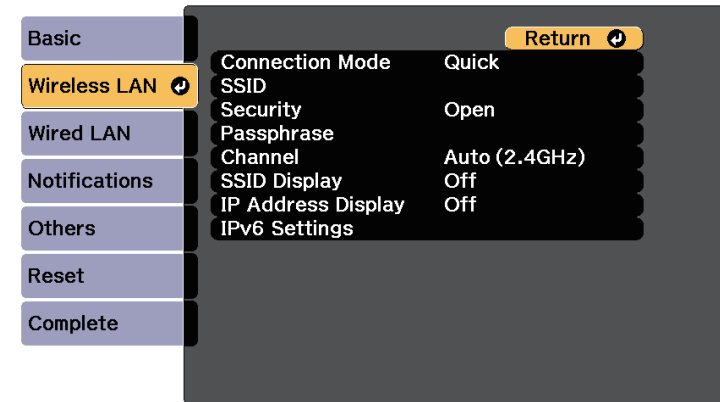 Basic
Wireless LAN
Wired LAN
Notifications
Others
Reset
Complete
Return
Connection Mode Quick
SSID
Security Open
Passphrase
Channel Auto (2.4GHz)
SSID Display Off
IP Address Display Off
IPv6 Settings